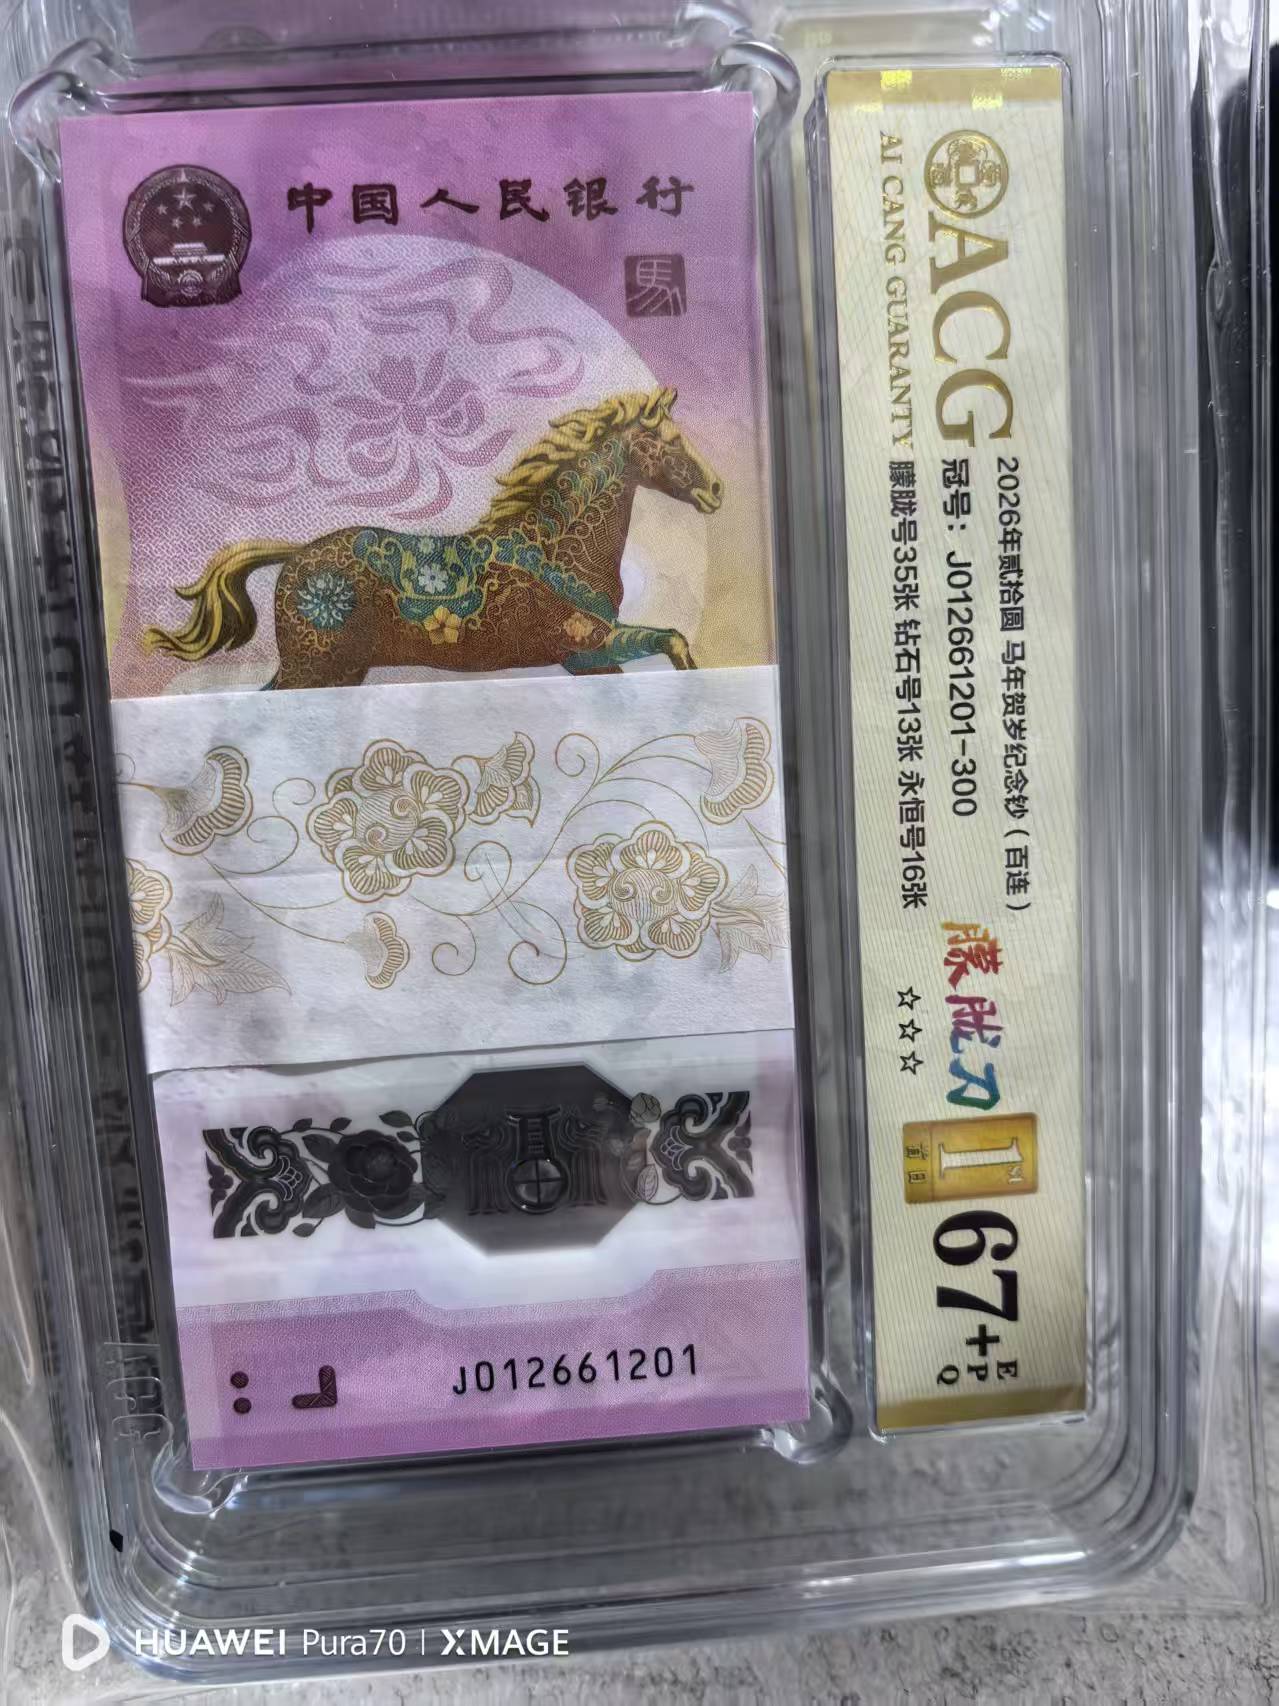 中国人民银行
馬
J012661201
ACG
AI CANG GUARANTY
2026年贰拾圆 马年贺岁纪念钞（百连）
冠号：J012661201-300
朦胧号35张 钻石号13张 永恒号16张
朦胧刀
☆☆☆
1st
首冠
67+
EPQ
HUAWEI Pura70 | XMAGE